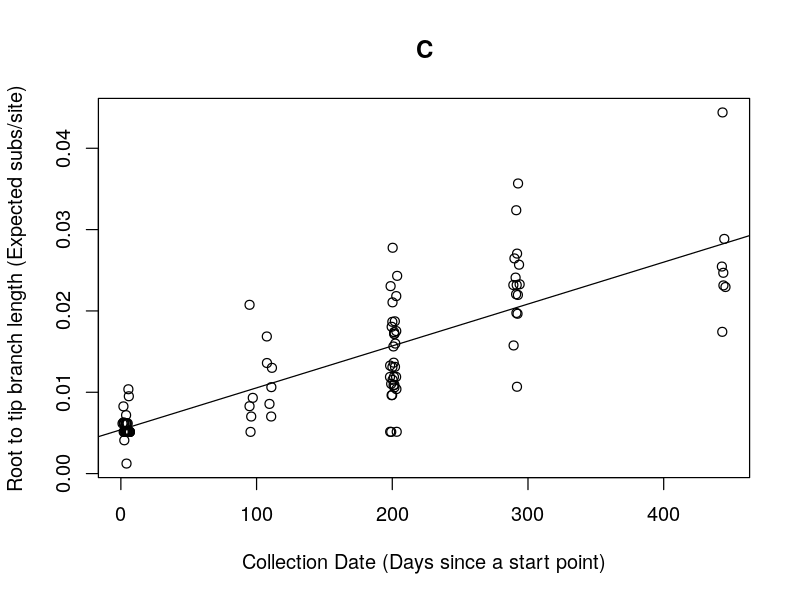 C
Root to tip branch length (Expected subs/site)
0.04
0.03
0.02
0.01
0.00
0 100 200 300 400
Collection Date (Days since a start point)